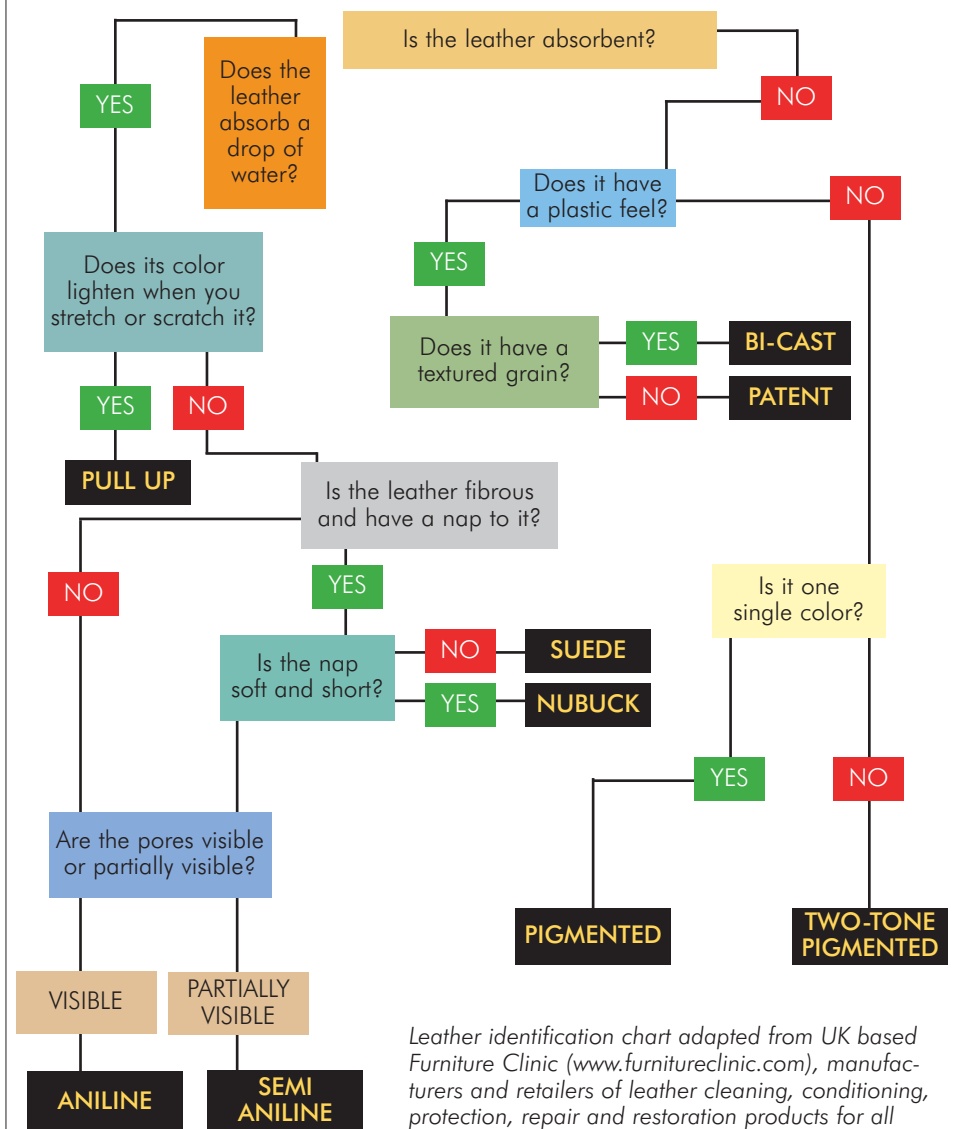 Is the leather absorbent?
Does the
leather
absorb a
drop of
water?
YES
NO
Does it have
a plastic feel?
NO
YES
Does its color
lighten when you
stretch or scratch it?
Does it have a
textured grain?
YES
BI-CAST
NO
PATENT
YES
NO
PULL UP
Is the leather fibrous
and have a nap to it?
NO
YES
Is it one
single color?
Is the nap
soft and short?
NO
SUEDE
YES
NUBUCK
YES
NO
Are the pores visible
or partially visible?
PIGMENTED
TWO-TONE
PIGMENTED
VISIBLE
PARTIALLY
VISIBLE
ANILINE
SEMI
ANILINE
Leather identification chart adapted from UK based
Furniture Clinic (www.furnitureclinic.com), manufac-
turers and retailers of leather cleaning, conditioning,
protection, repair and restoration products for all